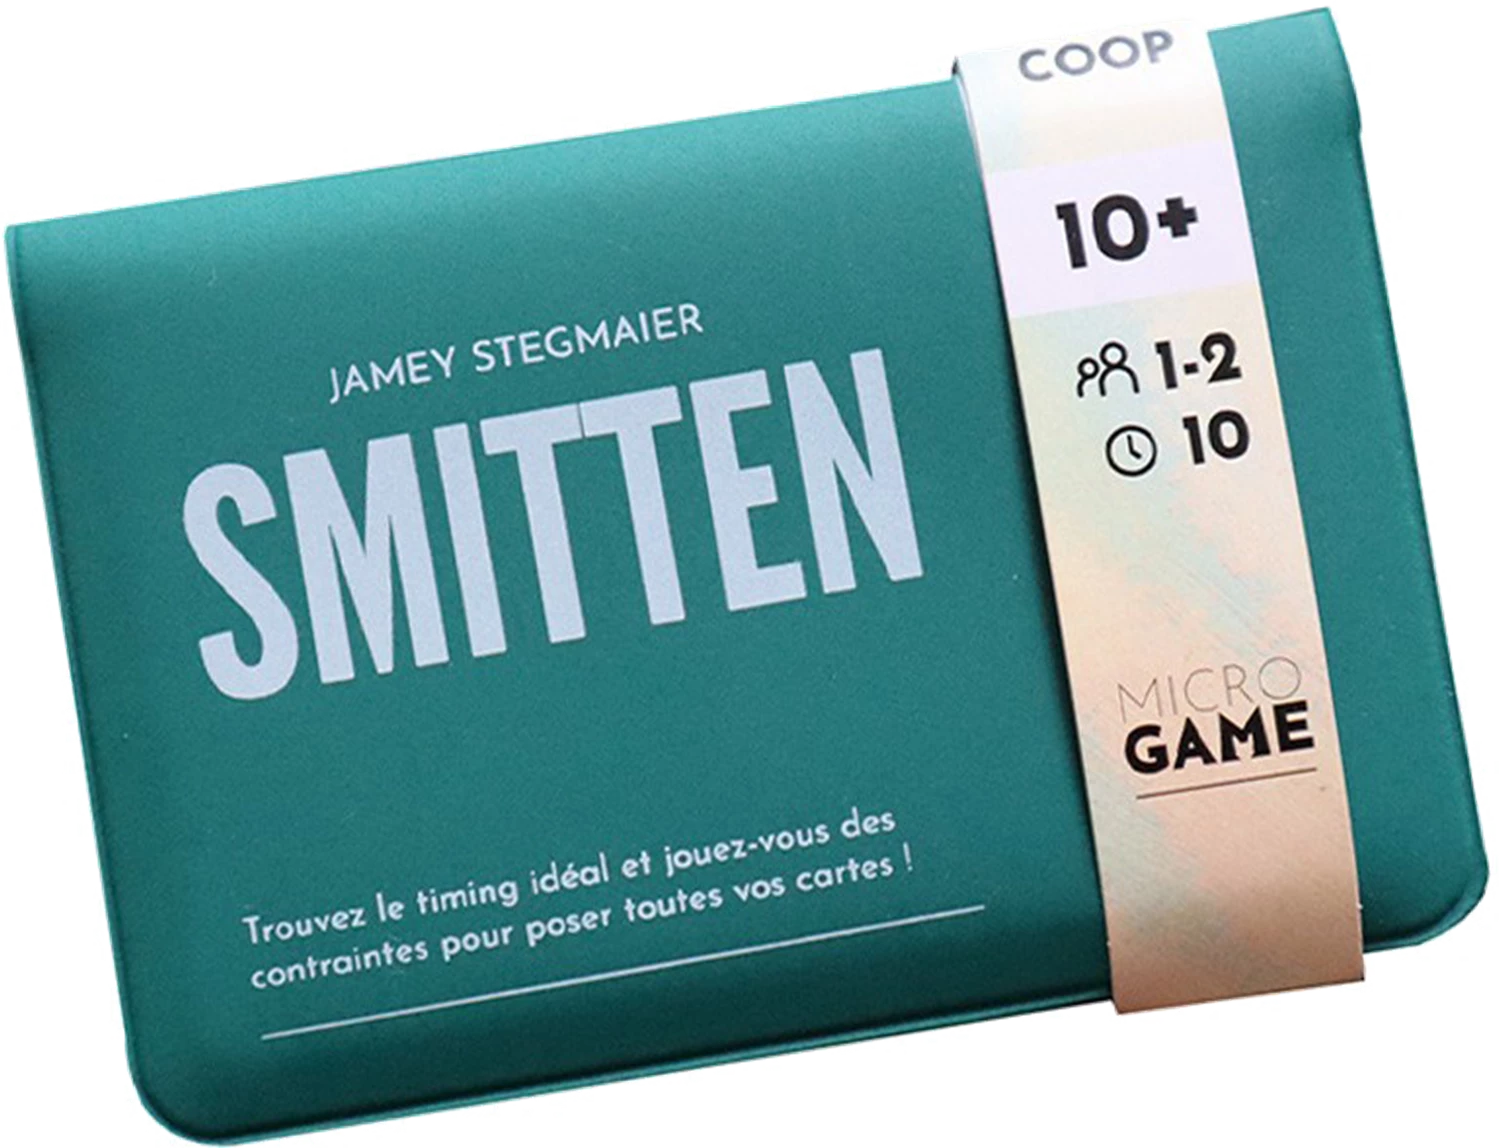 JAMEY STEGMAIER
SMITTEN
Trouvez le timing idéal et jouez-vous des
contraintes pour poser toutes vos cartes !
COOP
10+
1-2
10
MICRO
GAME